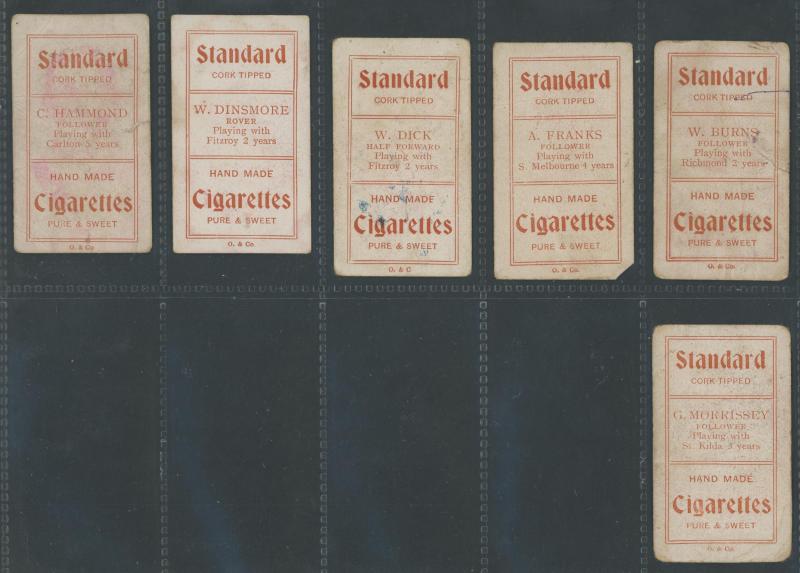 Standard
CORK TIPPED
C. HAMMOND
FOLLOWER
Playing with
Carlton 5 years
HAND MADE
Cigarettes
PURE & SWEET
O. & Co
Standard
CORK TIPPED
W. DINSMORE
ROVER
Playing with
Fitzroy 2 years
HAND MADE
Cigarettes
PURE & SWEET
O. & Co.
Standard
CORK TIPPED
W. DICK
HALF FORWARD
Playing with
Fitzroy 2 years
HAND MADE
Cigarettes
PURE & SWEET
O. & C
Standard
CORK TIPPED
A. FRANKS
FOLLOWER
Playing with
S. Melbourne 4 years
HAND MADE
Cigarettes
PURE & SWEET
O. & Co.
Standard
CORK TIPPED
W. BURNS
FOLLOWER
Playing with
Richmond 2 years
HAND MADE
Cigarettes
PURE & SWEET
O. & Co.
Standard
CORK TIPPED
G. MORRISSEY
FOLLOWER
Playing with
St. Kilda 3 years
HAND MADE
Cigarettes
PURE & SWEET
O. & Co.